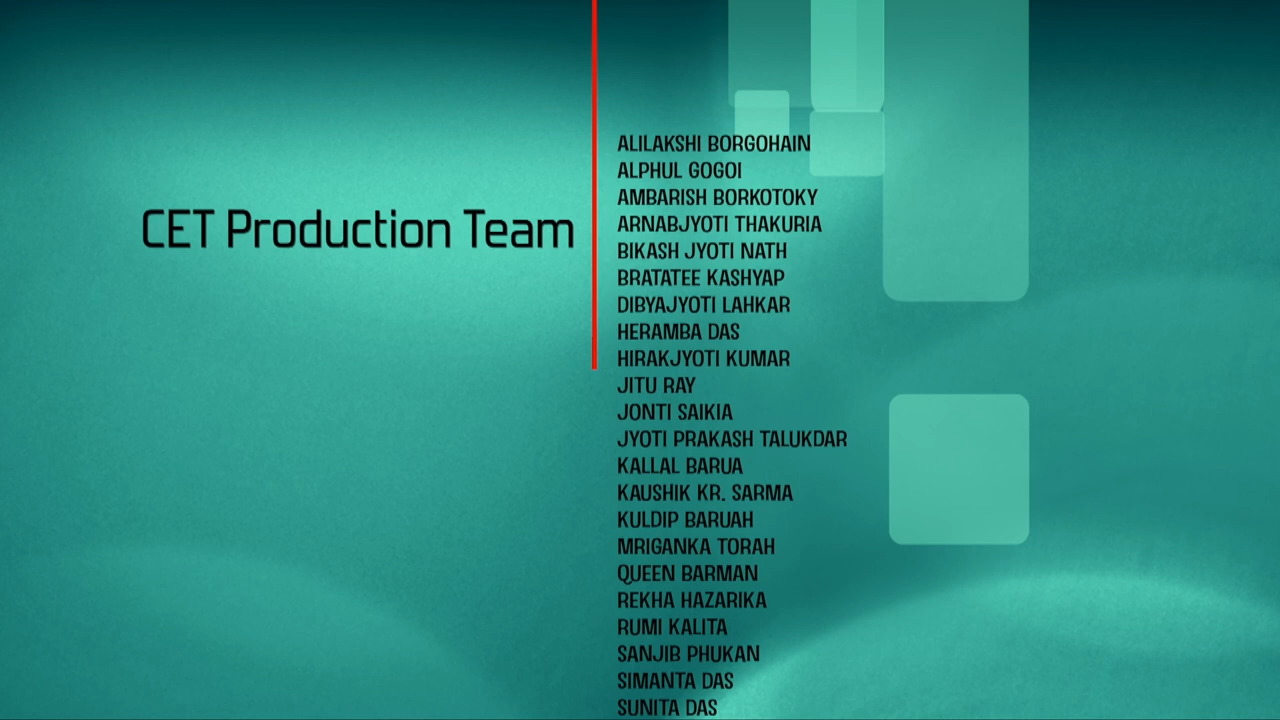 CET Production Team
ALILAKSHI BORGOHAIN
ALPHUL GOGOI
AMBARISH BORKOTOKY
ARNABJYOTI THAKURIA
BIKASH JYOTI NATH
BRATATEE KASHYAP
DIBYAJYOTI LAHKAR
HERAMBA DAS
HIRAKJYOTI KUMAR
JITU RAY
JONTI SAIKIA
JYOTI PRAKASH TALUKDAR
KALLAL BARUA
KAUSHIK KR. SARMA
KULDIP BARUAH
MRIGANKA TORAH
QUEEN BARMAN
REKHA HAZARIKA
RUMI KALITA
SANJIB PHUKAN
SIMANTA DAS
SUNITA DAS